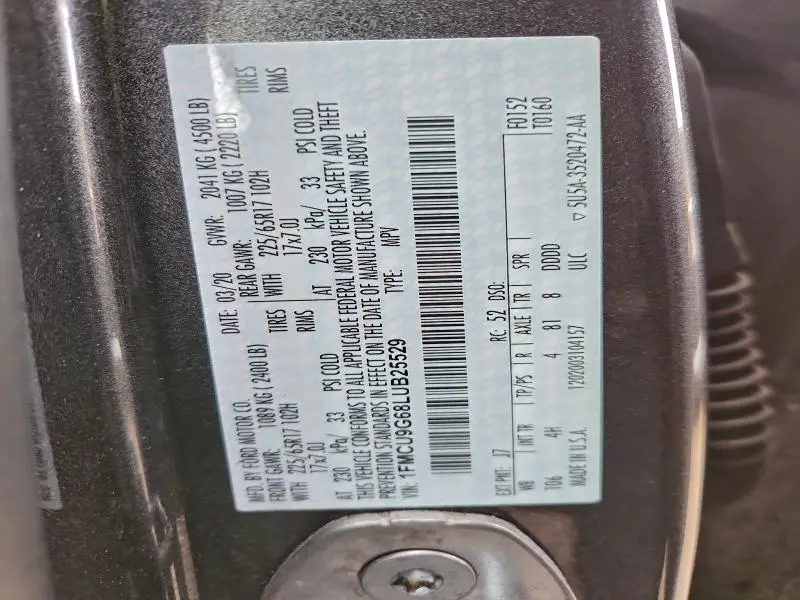 MFD. BY FORD MOTOR CO.
DATE: 03/20 GVWR: 2041 KG ( 4500 LB)
FRONT GAWR: 1089 KG ( 2400 LB) REAR GAWR: 1007 KG ( 2220 LB)
WITH 225/65R17 102H TIRES WITH 225/65R17 102H TIRES
17x7.0J RIMS 17x7.0J RIMS
AT 230 kPa/ 33 PSI COLD AT 230 kPa/ 33 PSI COLD
THIS VEHICLE CONFORMS TO ALL APPLICABLE FEDERAL MOTOR VEHICLE SAFETY AND THEFT
PREVENTION STANDARDS IN EFFECT ON THE DATE OF MANUFACTURE SHOWN ABOVE.
VIN: 1FMCU9G68LUB25529 TYPE: MPV
F0152
EXT PNT: J7 RC: 52 DSO: T0160
WB INT TR TP/PS R AXLE TR SPR
106 4H 4 81 8 DDDD
MADE IN U.S.A. 1202003104157 ULC ▽ 5U5A-3520472-AA